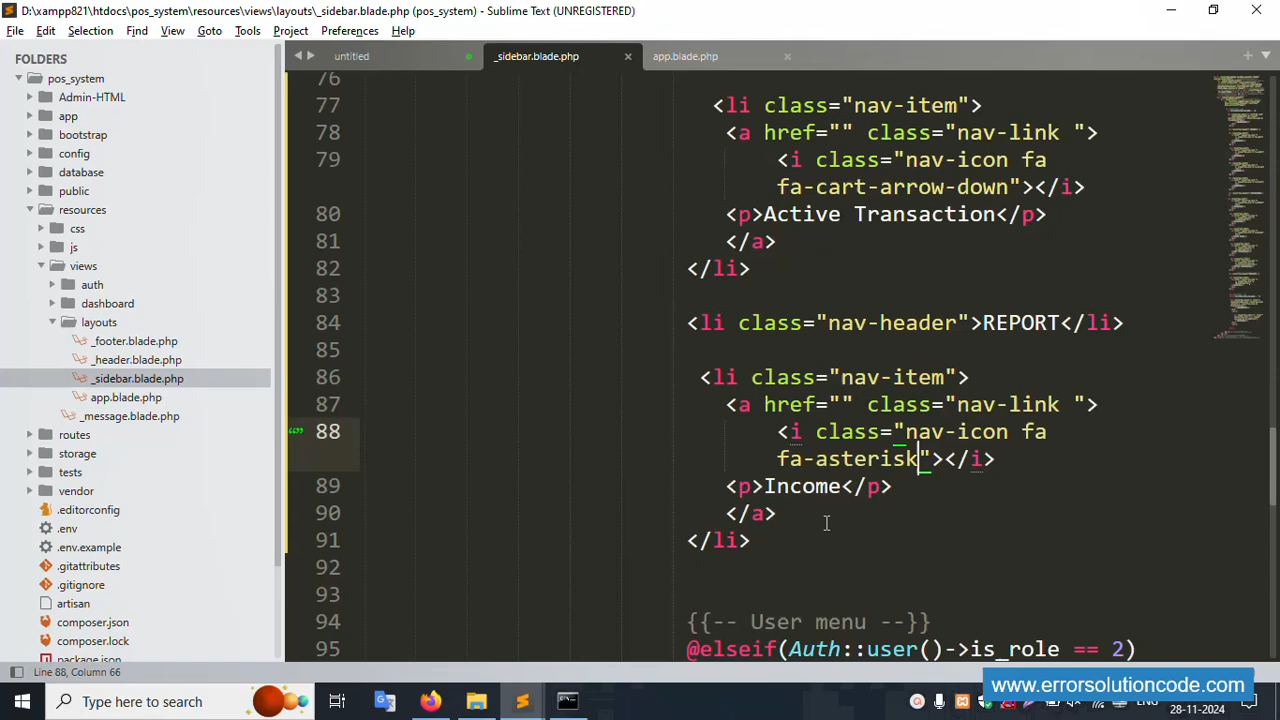 D:\xampp821\htdocs\pos_system\resources\views\layouts\_sidebar.blade.php (pos_system) - Sublime Text (UNREGISTERED)
File Edit Selection Find View Goto Tools Project Preferences Help
FOLDERS
pos_system
Admin-HTML
app
bootstrap
config
database
public
resources
css
js
views
auth
dashboard
layouts
_footer.blade.php
_header.blade.php
_sidebar.blade.php
app.blade.php
_message.blade.php
routes
storage
tests
vendor
.editorconfig
.env
.env.example
.gitattributes
.gitignore
artisan
composer.json
composer.lock
package.json
untitled
_sidebar.blade.php
app.blade.php
76
77 <li class="nav-item">
78 <a href="" class="nav-link ">
79 <i class="nav-icon fa
fa-cart-arrow-down"></i>
80 <p>Active Transaction</p>
81 </a>
82 </li>
83
84 <li class="nav-header">REPORT</li>
85
86 <li class="nav-item">
87 <a href="" class="nav-link ">
88 <i class="nav-icon fa
fa-asterisk"></i>
89 <p>Income</p>
90 </a>
91 </li>
92
93
94 {{-- User menu --}}
95 @elseif(Auth::user()->is_role == 2)
Line 88, Column 66
www.errorsolutioncode.com
Type here to search
28-11-2024